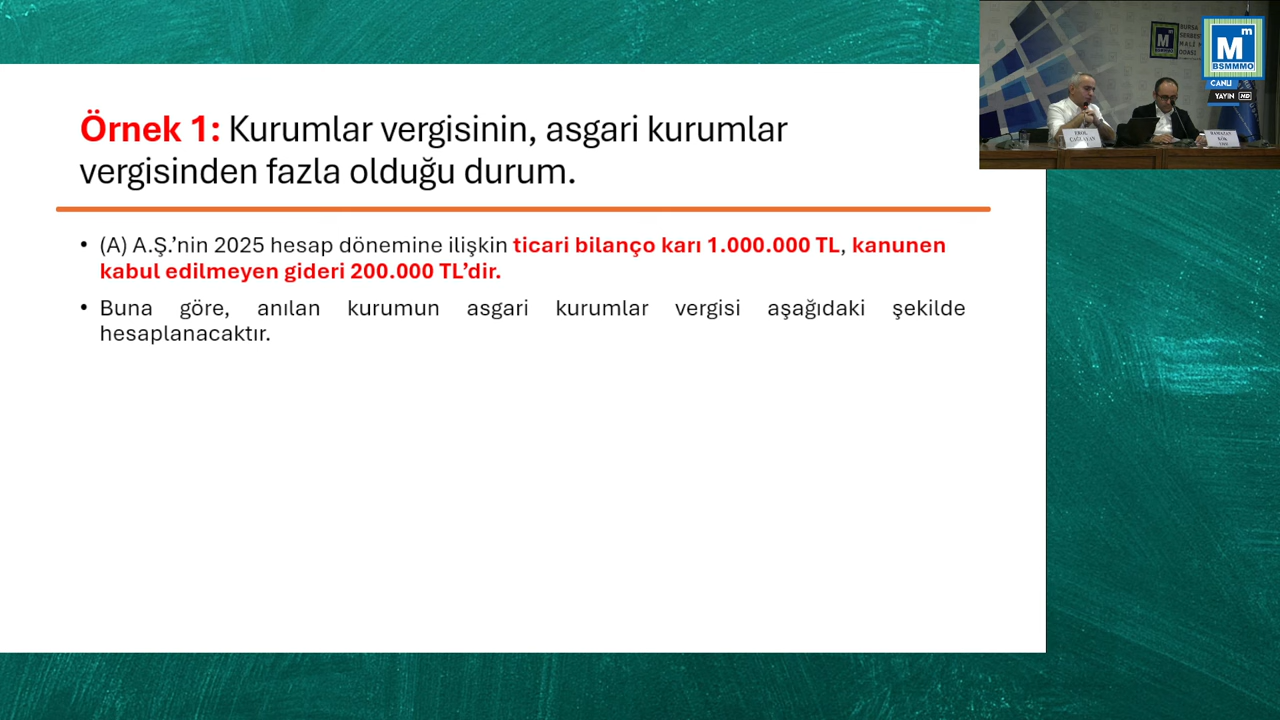 Örnek 1: Kurumlar vergisinin, asgari kurumlar
vergisinden fazla olduğu durum.
• (A) A.Ş.’nin 2025 hesap dönemine ilişkin ticari bilanço karı 1.000.000 TL, kanunen
kabul edilmeyen gideri 200.000 TL’dir.
• Buna göre, anılan kurumun asgari kurumlar vergisi aşağıdaki şekilde
hesaplanacaktır.
BSMMMO
CANLI
YAYIN HD